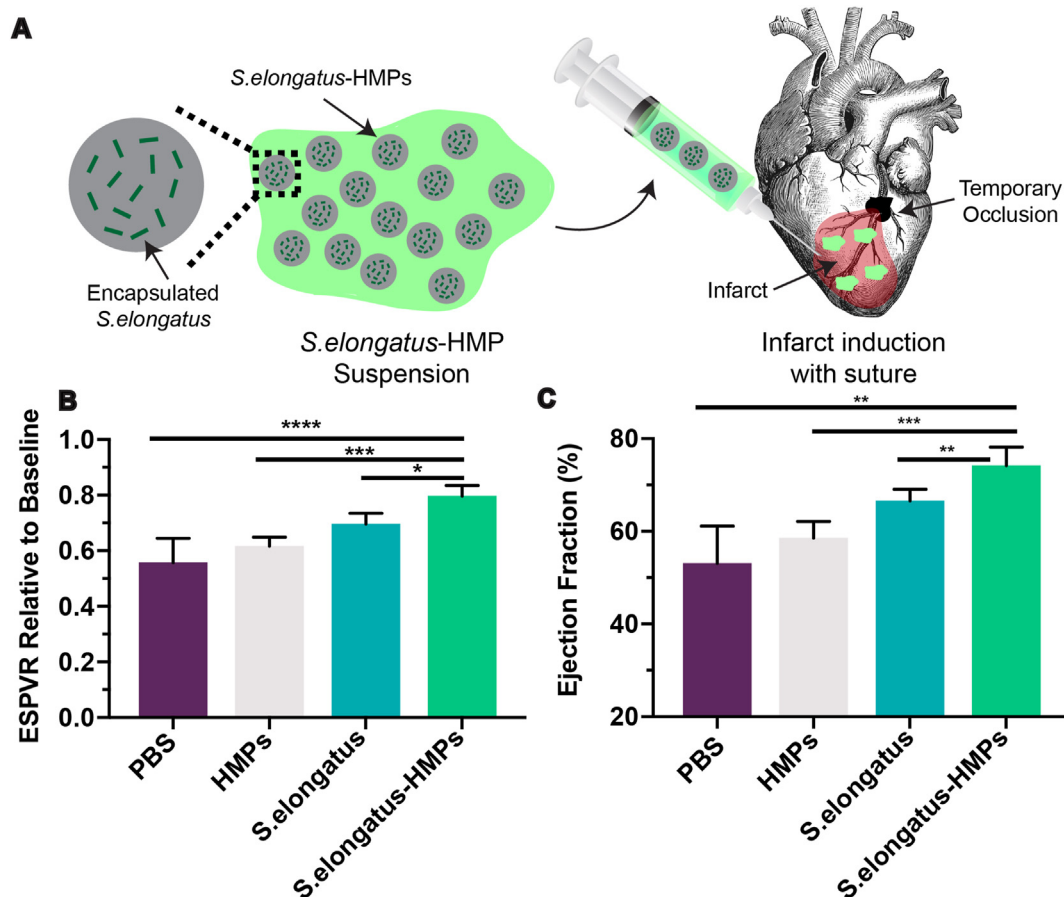 A
S.elongatus-HMPs
Encapsulated
S.elongatus
S.elongatus-HMP
Suspension
Temporary
Occlusion
Infarct
Infarct induction
with suture
B
ESPVR Relative to Baseline
1.0
0.8
0.6
0.4
0.2
0.0
****
***
*
PBS
HMPs
S.elongatus
S.elongatus-HMPs
C
Ejection Fraction (%)
80
60
40
20
**
***
**
PBS
HMPs
S.elongatus
S.elongatus-HMPs